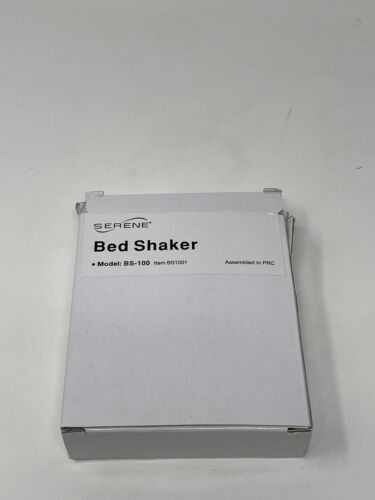 SERENE
Bed Shaker
• Model: BS-100 Item BS1001 Assembled in PRC